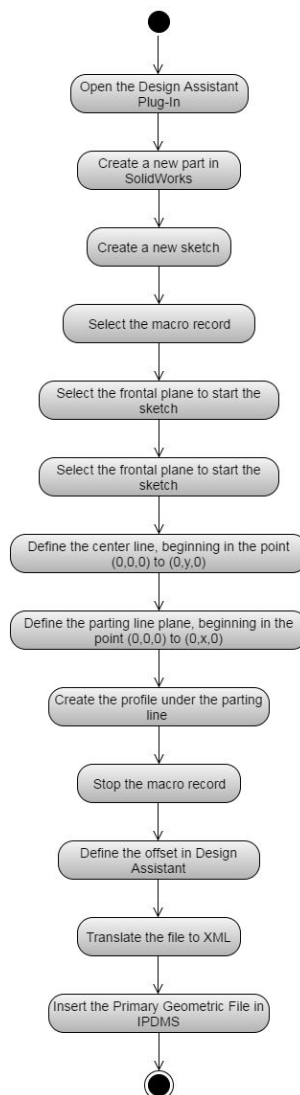 Open the Design Assistant
Plug-In
Create a new part in
SolidWorks
Create a new sketch
Select the macro record
Select the frontal plane to start the
sketch
Select the frontal plane to start the
sketch
Define the center line, beginning in the point
(0,0,0) to (0,y,0)
Define the parting line plane, beginning in the
point (0,0,0) to (0,x,0)
Create the profile under the parting
line
Stop the macro record
Define the offset in Design
Assistant
Translate the file to XML
Insert the Primary Geometric File in
IPDMS